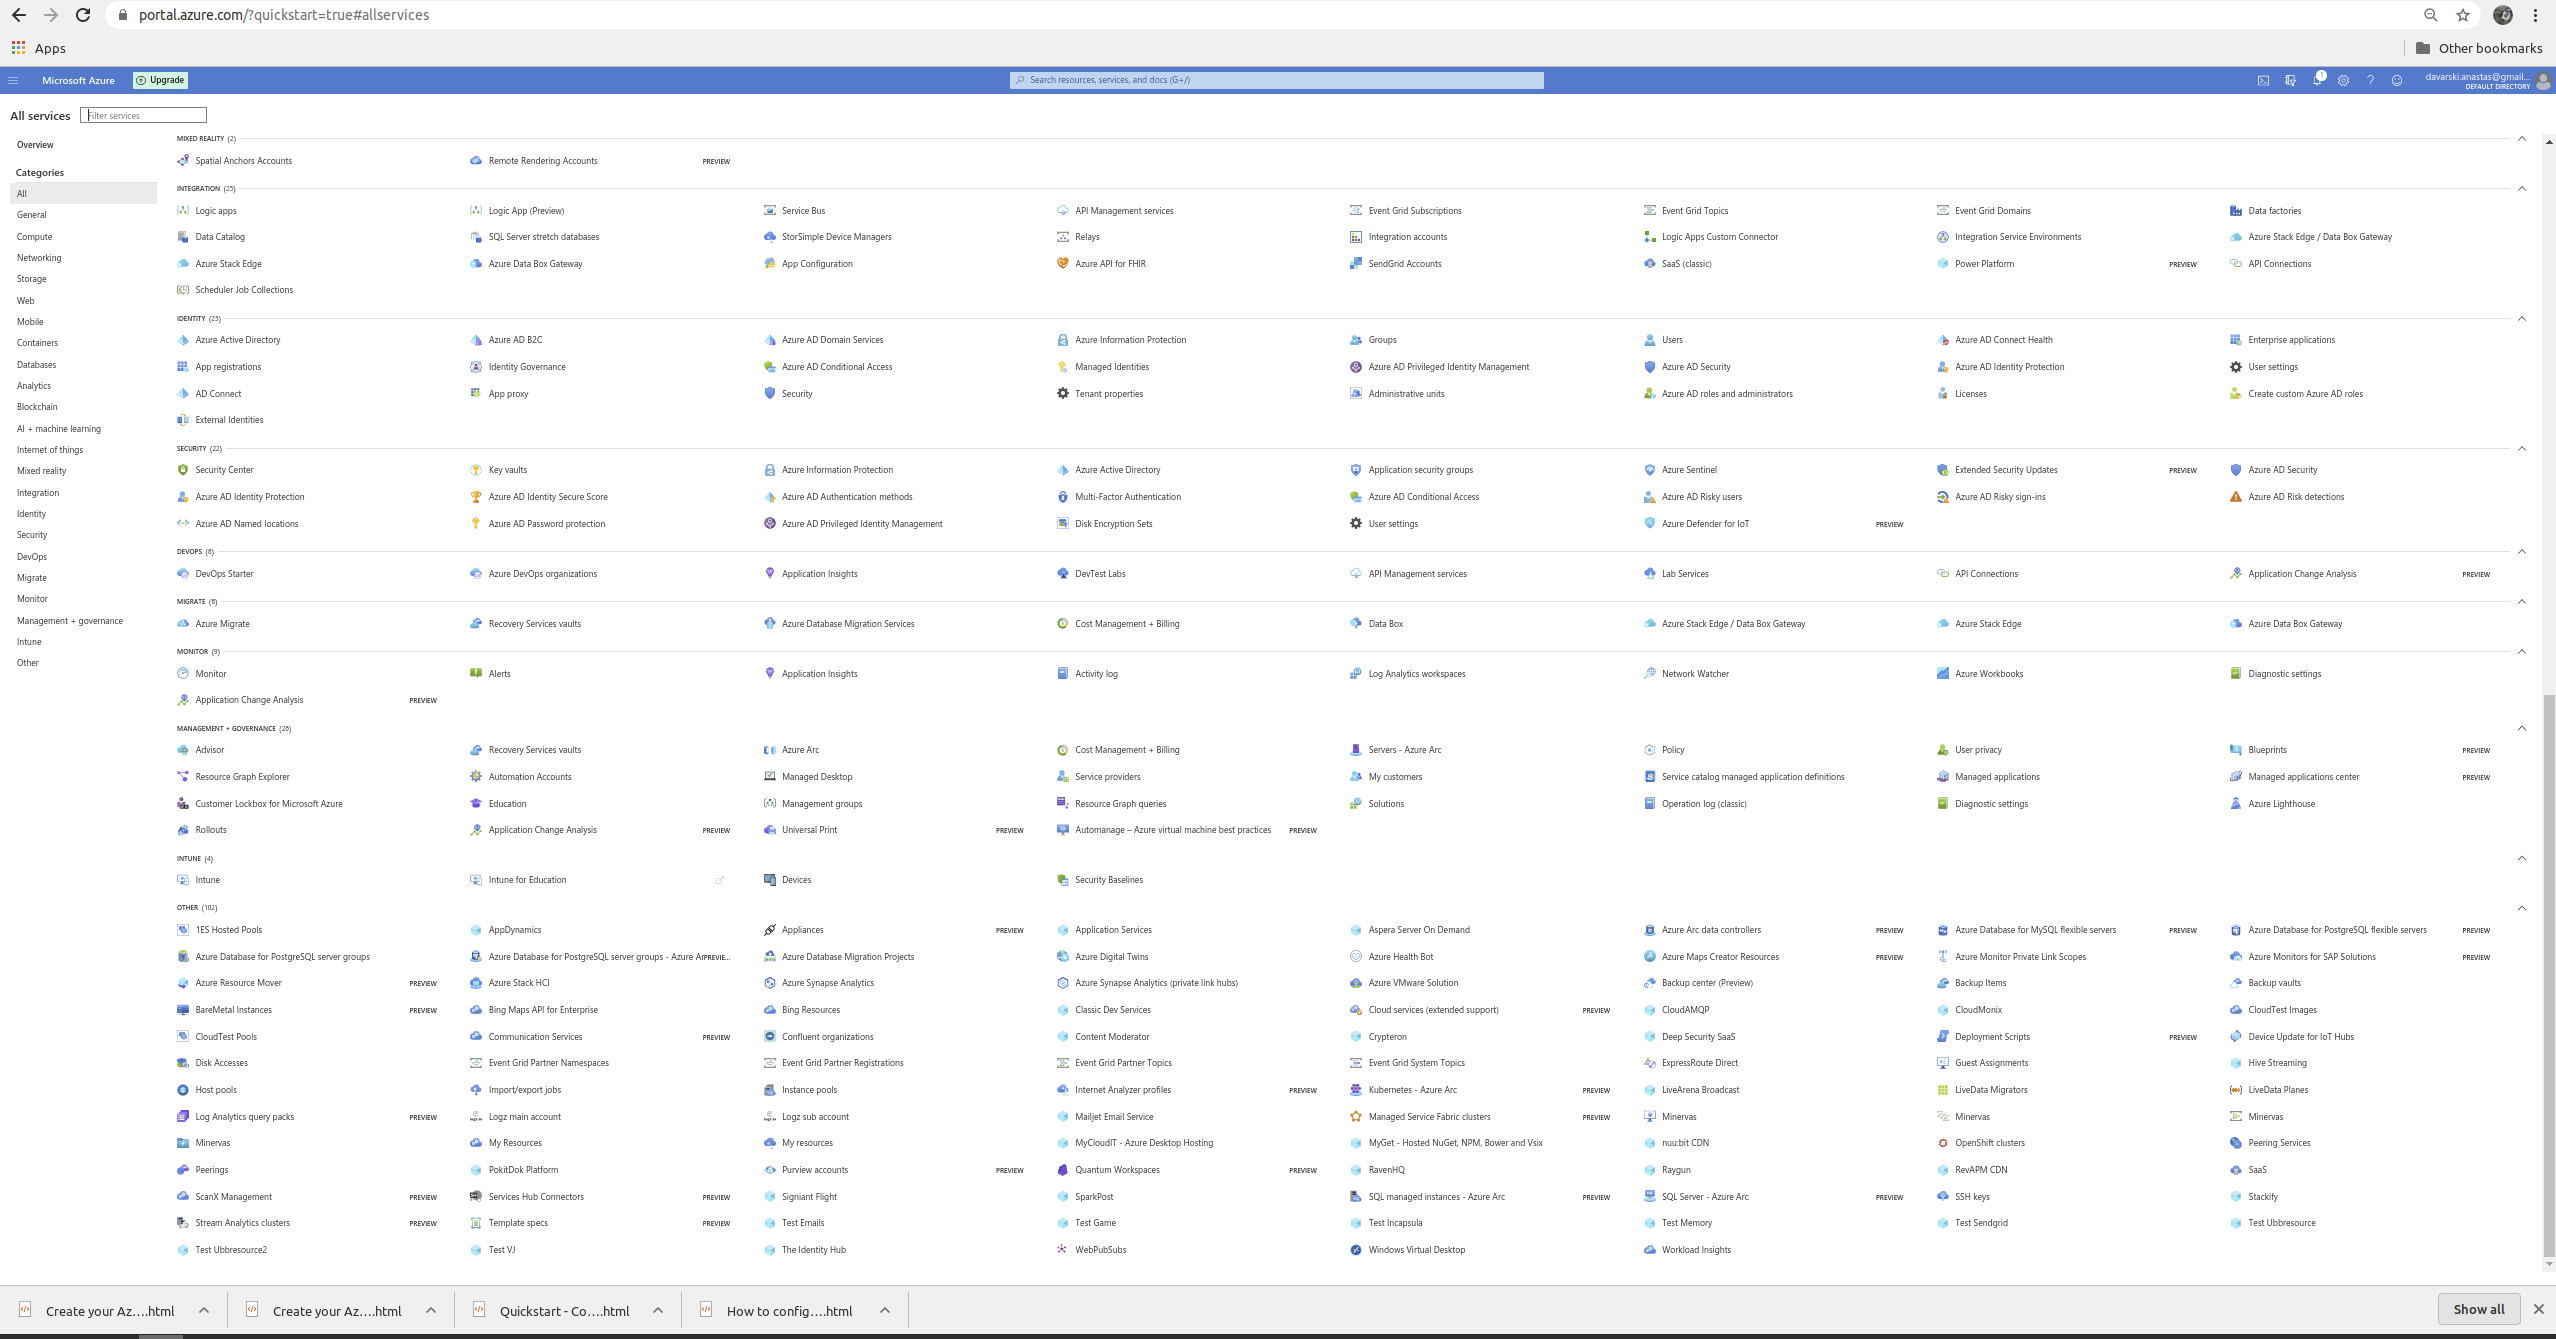 portal.azure.com/?quickstart=true#allservices
Apps
Other bookmarks
Microsoft Azure
Upgrade
Search resources, services, and docs (G+/)
1
davarski.anastas@gmail...
DEFAULT DIRECTORY
All services
Filter services
Overview
Categories
All
General
Compute
Networking
Storage
Web
Mobile
Containers
Databases
Analytics
Blockchain
AI + machine learning
Internet of things
Mixed reality
Integration
Identity
Security
DevOps
Migrate
Monitor
Management + governance
Intune
Other
MIXED REALITY (2)
Spatial Anchors Accounts Remote Rendering Accounts PREVIEW
INTEGRATION (25)
Logic apps Logic App (Preview) Service Bus API Management services Event Grid Subscriptions Event Grid Topics Event Grid Domains Data factories
Data Catalog SQL Server stretch databases StorSimple Device Managers Relays Integration accounts Logic Apps Custom Connector Integration Service Environments Azure Stack Edge / Data Box Gateway
Azure Stack Edge Azure Data Box Gateway App Configuration Azure API for FHIR SendGrid Accounts SaaS (classic) Power Platform PREVIEW API Connections
Scheduler Job Collections
IDENTITY (25)
Azure Active Directory Azure AD B2C Azure AD Domain Services Azure Information Protection Groups Users Azure AD Connect Health Enterprise applications
App registrations Identity Governance Azure AD Conditional Access Managed Identities Azure AD Privileged Identity Management Azure AD Security Azure AD Identity Protection User settings
AD Connect App proxy Security Tenant properties Administrative units Azure AD roles and administrators Licenses Create custom Azure AD roles
External Identities
SECURITY (22)
Security Center Key vaults Azure Information Protection Azure Active Directory Application security groups Azure Sentinel Extended Security Updates PREVIEW Azure AD Security
Azure AD Identity Protection Azure AD Identity Secure Score Azure AD Authentication methods Multi-Factor Authentication Azure AD Conditional Access Azure AD Risky users Azure AD Risky sign-ins Azure AD Risk detections
Azure AD Named locations Azure AD Password protection Azure AD Privileged Identity Management Disk Encryption Sets User settings Azure Defender for IoT PREVIEW
DEVOPS (8)
DevOps Starter Azure DevOps organizations Application Insights DevTest Labs API Management services Lab Services API Connections Application Change Analysis PREVIEW
MIGRATE (8)
Azure Migrate Recovery Services vaults Azure Database Migration Services Cost Management + Billing Data Box Azure Stack Edge / Data Box Gateway Azure Stack Edge Azure Data Box Gateway
MONITOR (9)
Monitor Alerts Application Insights Activity log Log Analytics workspaces Network Watcher Azure Workbooks Diagnostic settings
Application Change Analysis PREVIEW
MANAGEMENT + GOVERNANCE (28)
Advisor Recovery Services vaults Azure Arc Cost Management + Billing Servers - Azure Arc Policy User privacy Blueprints PREVIEW
Resource Graph Explorer Automation Accounts Managed Desktop Service providers My customers Service catalog managed application definitions Managed applications Managed applications center PREVIEW
Customer Lockbox for Microsoft Azure Education Management groups Resource Graph queries Solutions Operation log (classic) Diagnostic settings Azure Lighthouse
Rollouts Application Change Analysis PREVIEW Universal Print PREVIEW Automanage – Azure virtual machine best practices PREVIEW
INTUNE (4)
Intune Intune for Education Devices Security Baselines
OTHER (102)
1ES Hosted Pools AppDynamics Appliances PREVIEW Application Services Aspera Server On Demand Azure Arc data controllers PREVIEW Azure Database for MySQL flexible servers PREVIEW Azure Database for PostgreSQL flexible servers PREVIEW
Azure Database for PostgreSQL server groups Azure Database for PostgreSQL server groups - Azure Ar PREVIE... Azure Database Migration Projects Azure Digital Twins Azure Health Bot Azure Maps Creator Resources PREVIEW Azure Monitor Private Link Scopes Azure Monitors for SAP Solutions PREVIEW
Azure Resource Mover PREVIEW Azure Stack HCI Azure Synapse Analytics Azure Synapse Analytics (private link hubs) Azure VMware Solution Backup center (Preview) Backup Items Backup vaults
BareMetal Instances PREVIEW Bing Maps API for Enterprise Bing Resources Classic Dev Services Cloud services (extended support) PREVIEW CloudAMQP CloudMonix CloudTest Images
CloudTest Pools Communication Services PREVIEW Confluent organizations Content Moderator Crypteron Deep Security SaaS Deployment Scripts PREVIEW Device Update for IoT Hubs
Disk Accesses Event Grid Partner Namespaces Event Grid Partner Registrations Event Grid Partner Topics Event Grid System Topics ExpressRoute Direct Guest Assignments Hive Streaming
Host pools Import/export jobs Instance pools Internet Analyzer profiles PREVIEW Kubernetes - Azure Arc PREVIEW LiveArena Broadcast LiveData Migrators LiveData Planes
Log Analytics query packs PREVIEW Logz main account Logz sub account Mailjet Email Service Managed Service Fabric clusters PREVIEW Minervas Minervas Minervas
Minervas My Resources My resources MyCloudIT - Azure Desktop Hosting MyGet - Hosted NuGet, NPM, Bower and Vsix nuu:bit CDN OpenShift clusters Peering Services
Peerings PokitDok Platform Purview accounts PREVIEW Quantum Workspaces PREVIEW RavenHQ Raygun RevAPM CDN SaaS
ScanX Management PREVIEW Services Hub Connectors PREVIEW Signiant Flight SparkPost SQL managed instances - Azure Arc PREVIEW SQL Server - Azure Arc PREVIEW SSH keys Stackify
Stream Analytics clusters PREVIEW Template specs PREVIEW Test Emails Test Game Test Incapsula Test Memory Test Sendgrid Test Ubbresource
Test Ubbresource2 Test VJ The Identity Hub WebPubSubs Windows Virtual Desktop Workload Insights
Create your Az....html Create your Az....html Quickstart - Co....html How to config....html Show all